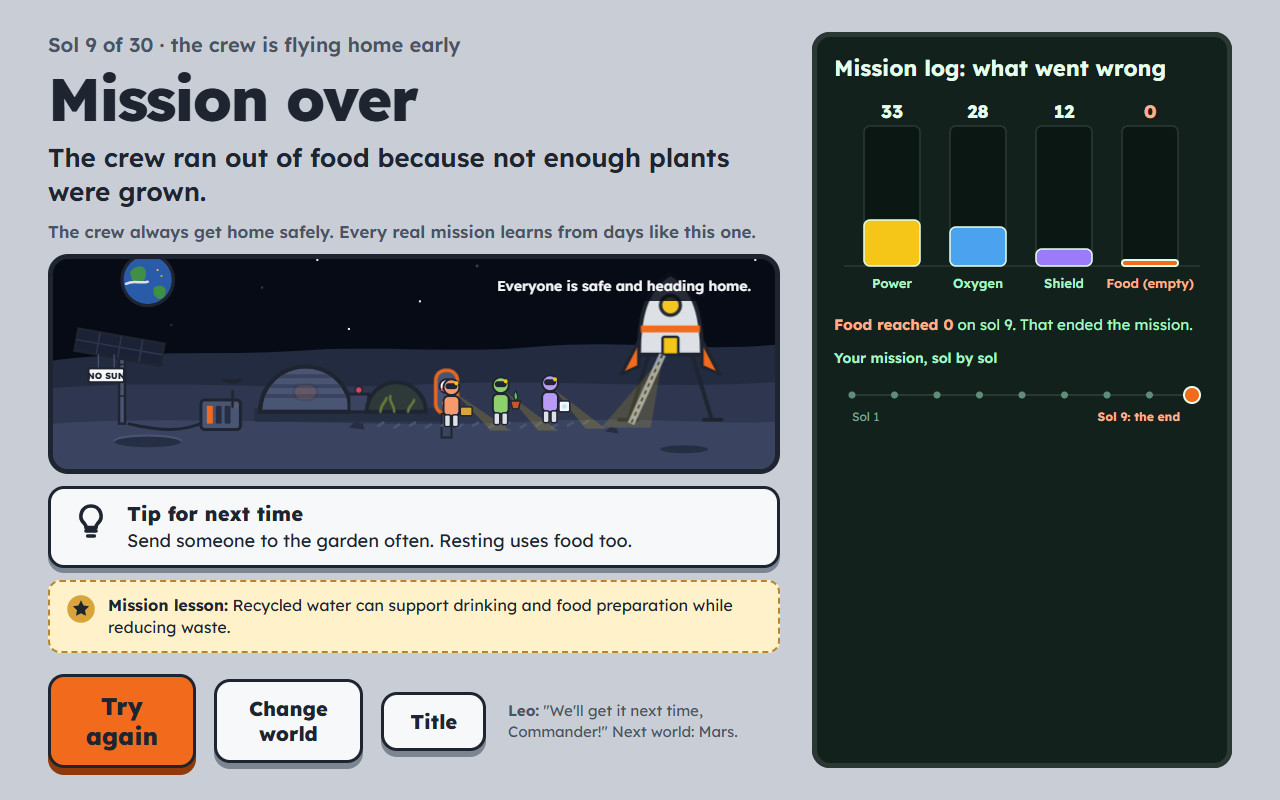 Sol 9 of 30 · the crew is flying home early
Mission over
The crew ran out of food because not enough plants
were grown.
The crew always get home safely. Every real mission learns from days like this one.
Everyone is safe and heading home.
NO SUN
Tip for next time
Send someone to the garden often. Resting uses food too.
Mission lesson: Recycled water can support drinking and food preparation while
reducing waste.
Try
again
Change
world
Title
Leo: "We'll get it next time,
Commander!" Next world: Mars.
Mission log: what went wrong
33 28 12 0
Power Oxygen Shield Food (empty)
Food reached 0 on sol 9. That ended the mission.
Your mission, sol by sol
Sol 1 Sol 9: the end